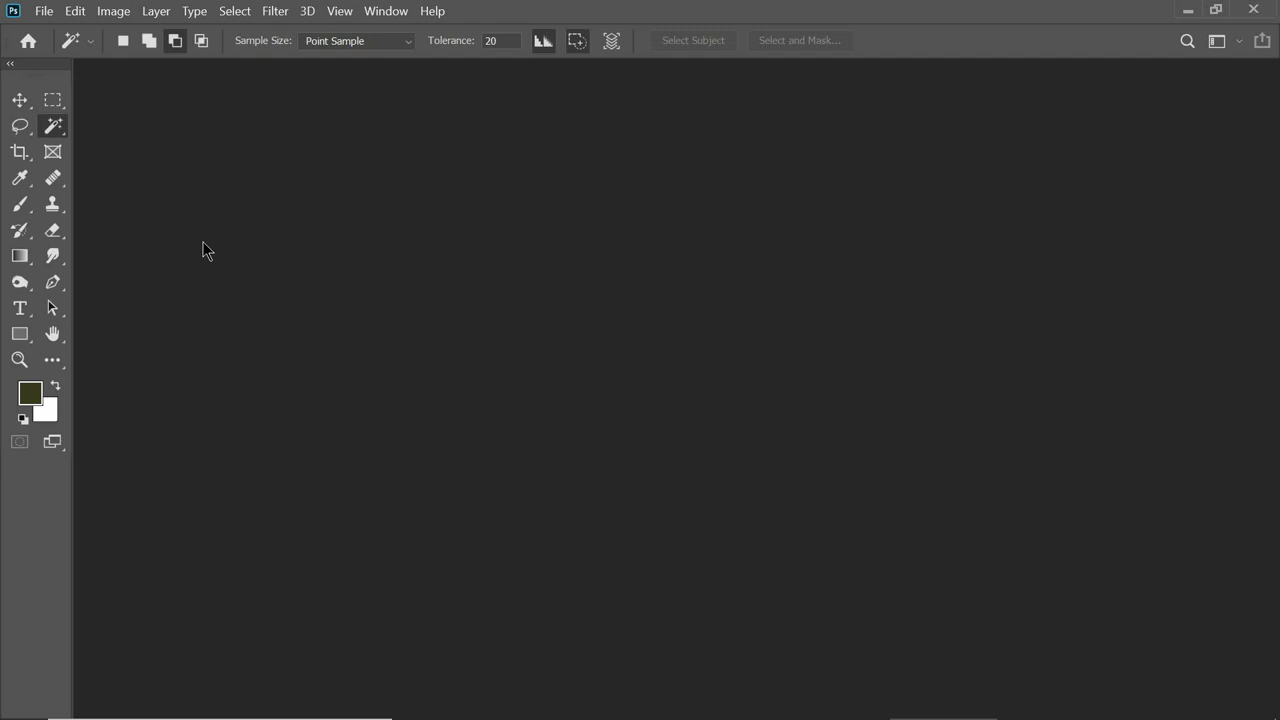 Ps File Edit Image Layer Type Select Filter 3D View Window Help
Sample Size: Point Sample Tolerance: 20 Select Subject Select and Mask...
T